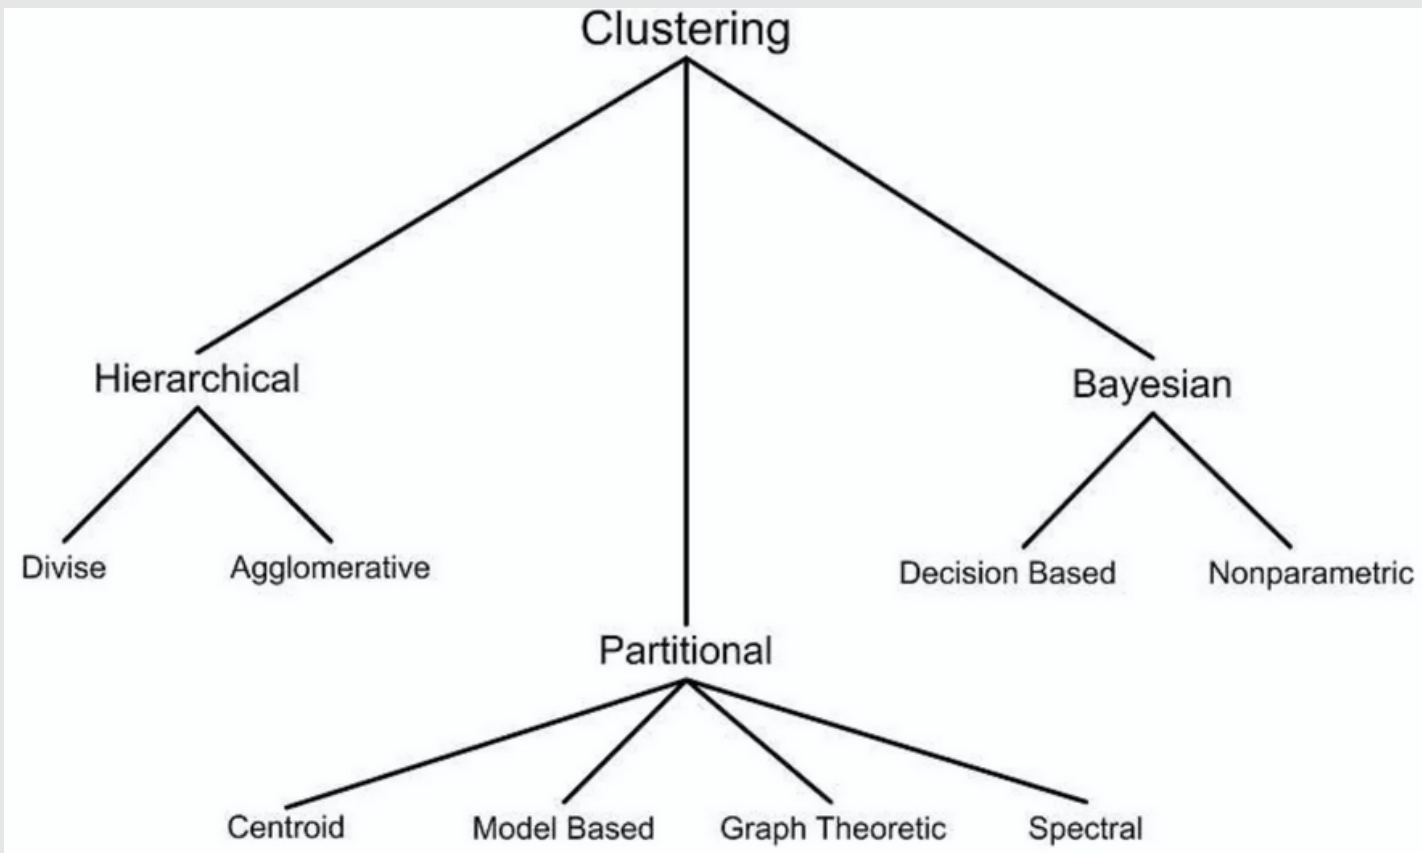 Clustering
Hierarchical
Bayesian
Divise
Agglomerative
Decision Based
Nonparametric
Partitional
Centroid
Model Based
Graph Theoretic
Spectral